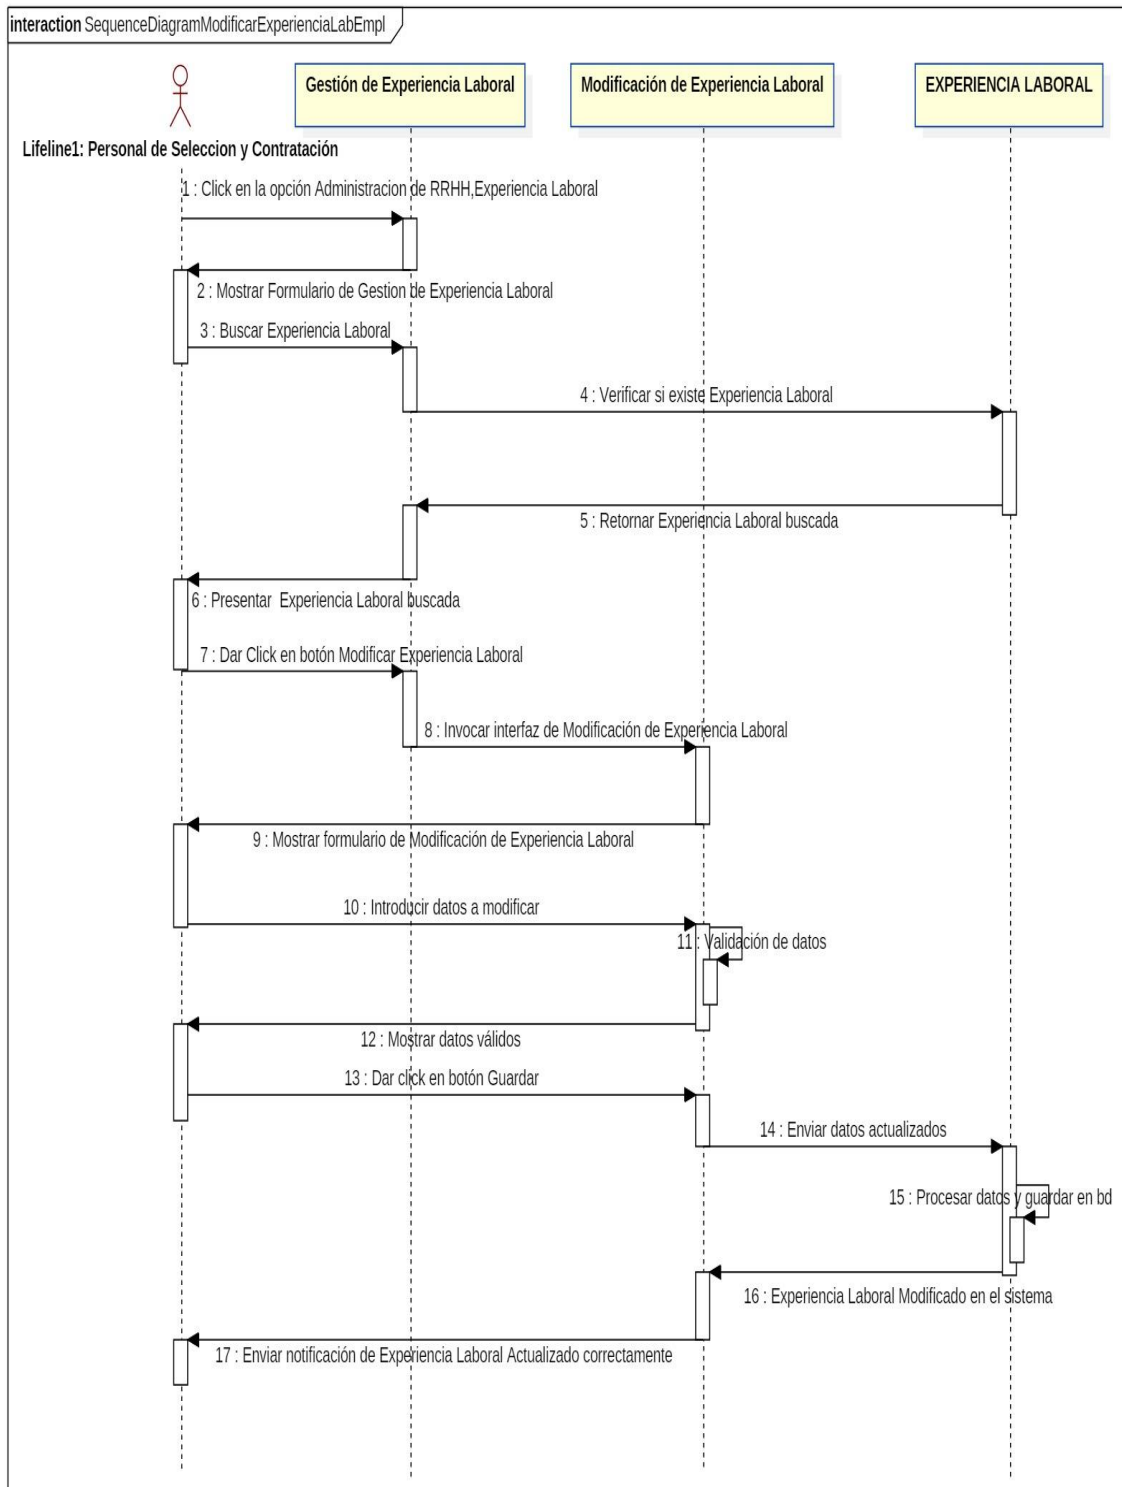 interaction SequenceDiagramModificarExperienciaLabEmpl
Gestión de Experiencia Laboral
Modificación de Experiencia Laboral
EXPERIENCIA LABORAL
Lifeline1: Personal de Seleccion y Contratación
1 : Click en la opción Administracion de RRHH,Experiencia Laboral
2 : Mostrar Formulario de Gestion de Experiencia Laboral
3 : Buscar Experiencia Laboral
4 : Verificar si existe Experiencia Laboral
5 : Retornar Experiencia Laboral buscada
6 : Presentar  Experiencia Laboral buscada
7 : Dar Click en botón Modificar Experiencia Laboral
8 : Invocar interfaz de Modificación de Experiencia Laboral
9 : Mostrar formulario de Modificación de Experiencia Laboral
10 : Introducir datos a modificar
11 : Validación de datos
12 : Mostrar datos válidos
13 : Dar click en botón Guardar
14 : Enviar datos actualizados
15 : Procesar datos y guardar en bd
16 : Experiencia Laboral Modificado en el sistema
17 : Enviar notificación de Experiencia Laboral Actualizado correctamente